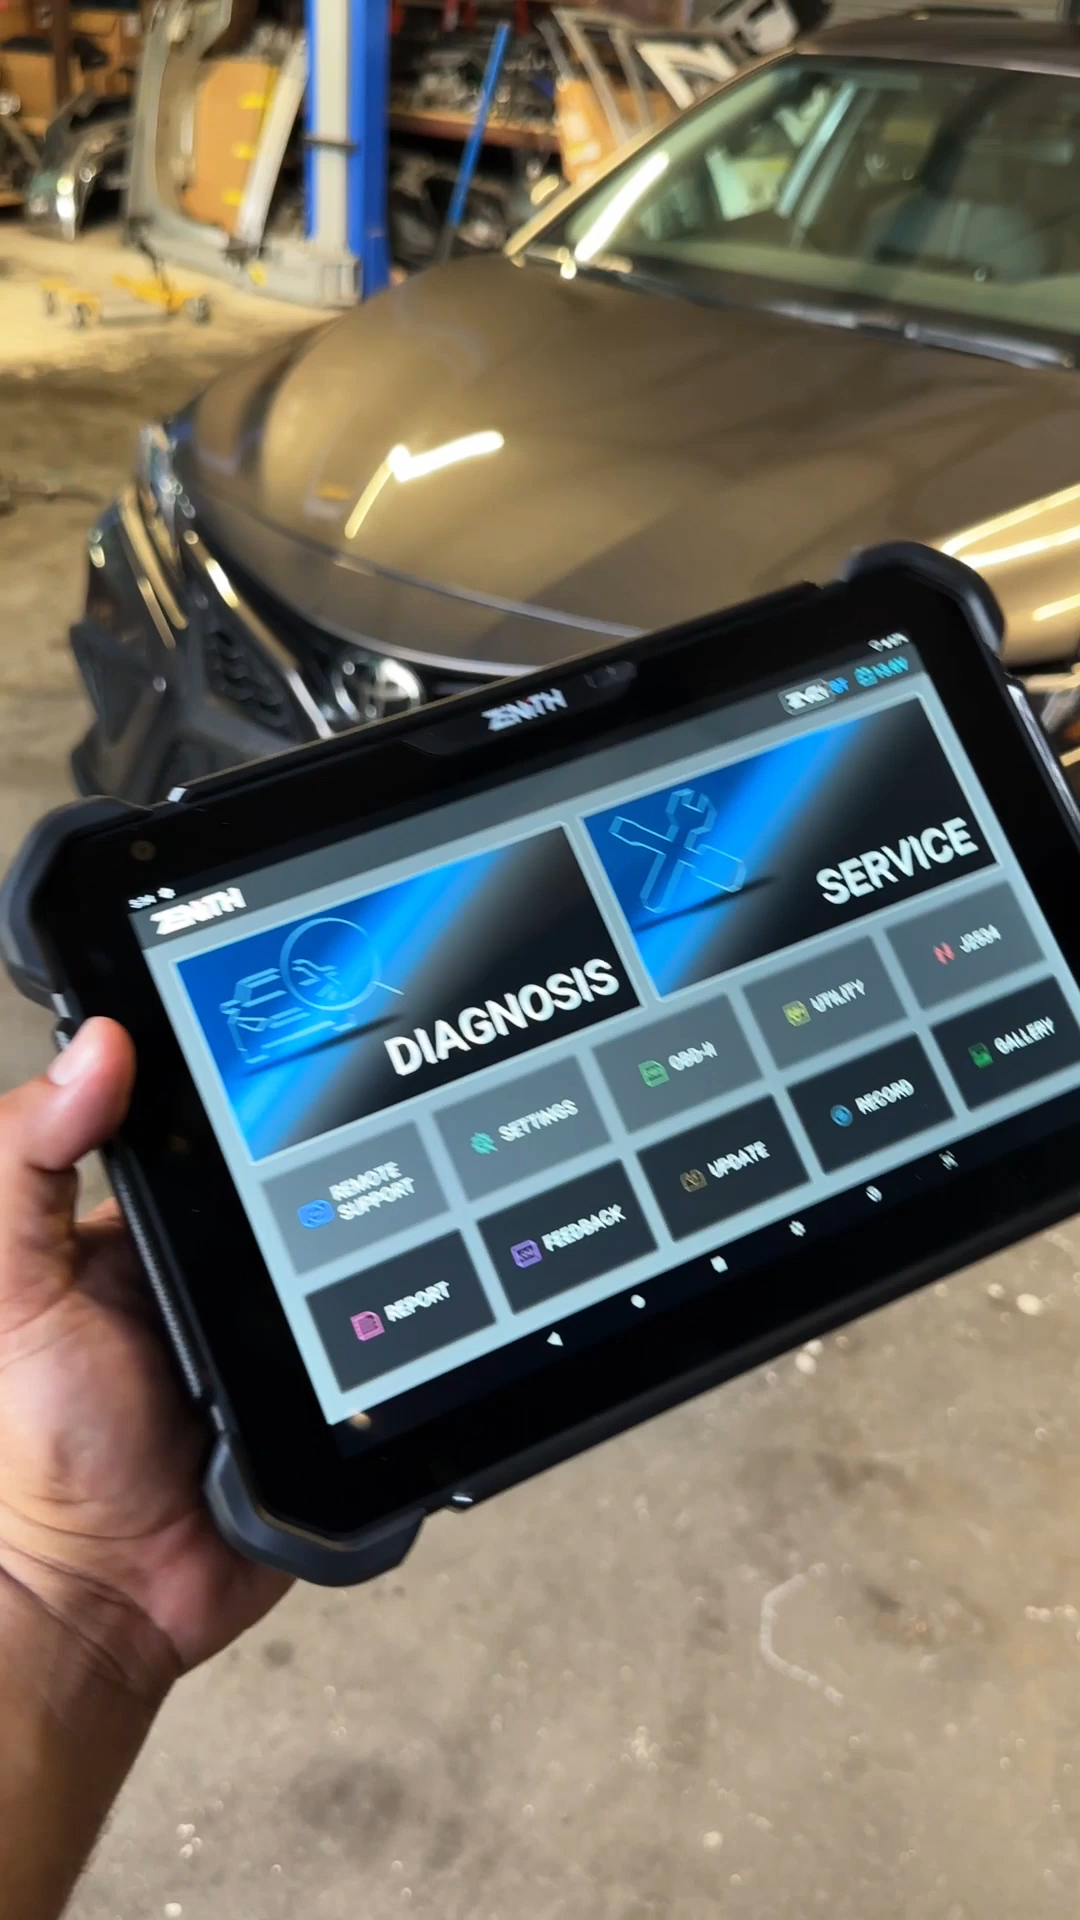 ZENITH
ZENITH
DIAGNOSIS
SERVICE
REMOTE
SUPPORT
SETTINGS
OBD-II
UTILITY
J2534
REPORT
FEEDBACK
UPDATE
RECORD
GALLERY